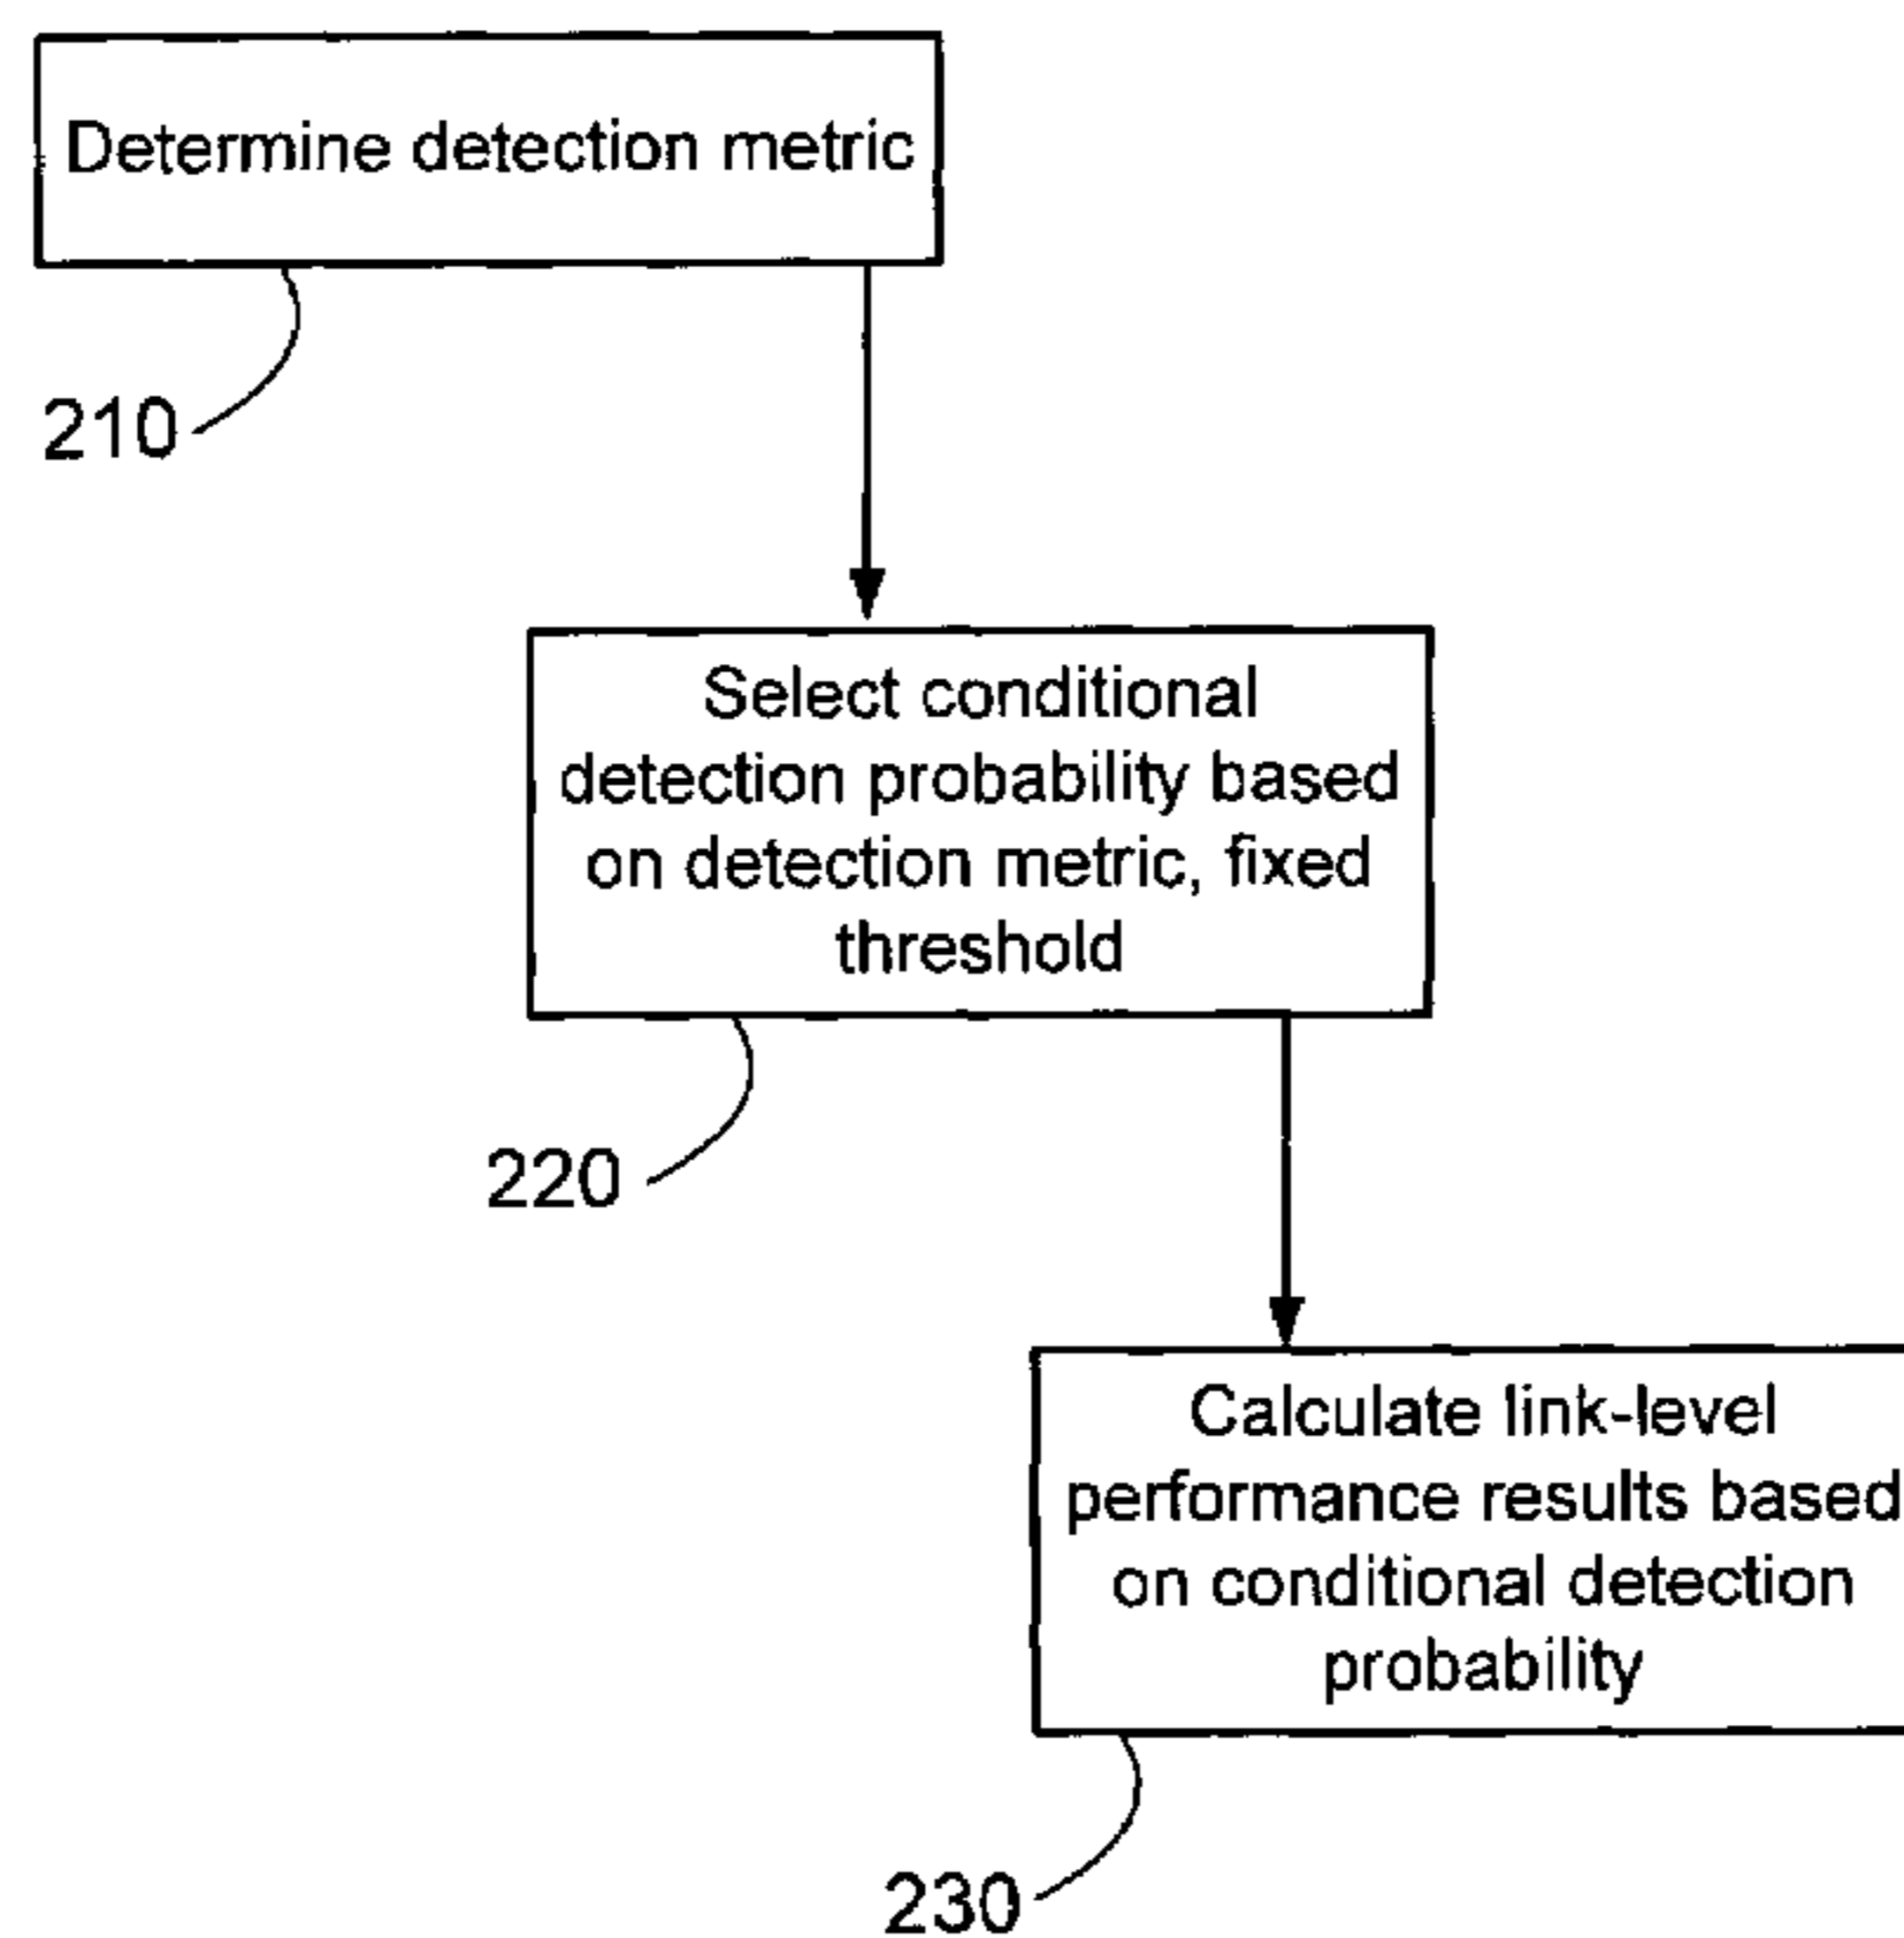 Determine detection metric
210
Select conditional
detection probability based
on detection metric, fixed
threshold
220
Calculate link-level
performance results based
on conditional detection
probability
230